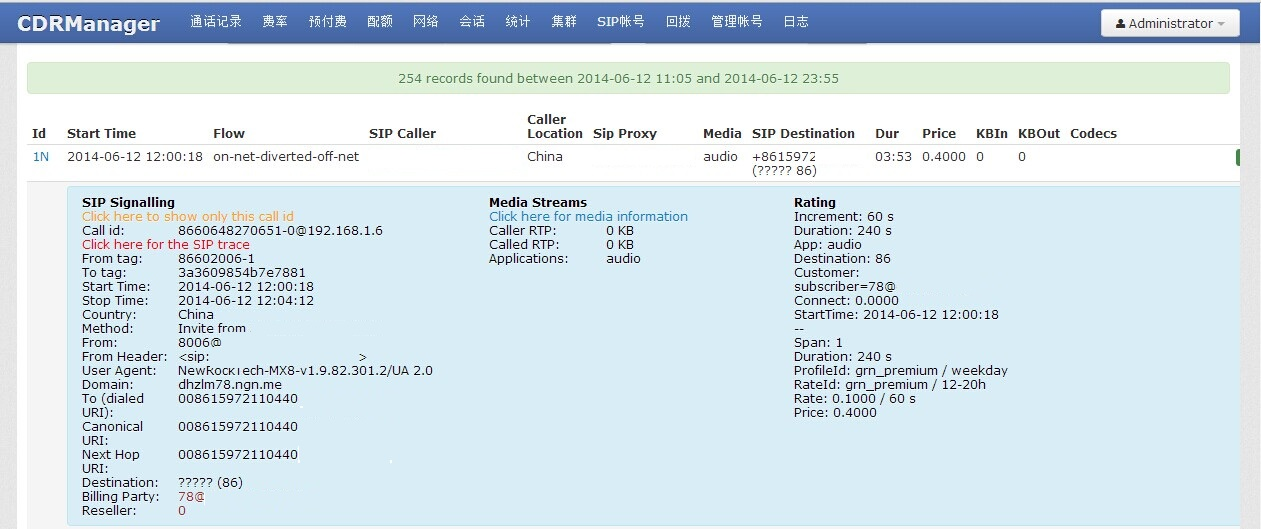 CDRManager 通话记录 费率 预付费 配额 网络 会话 统计 集群 SIP帐号 回拨 管理帐号 日志 Administrator
254 records found between 2014-06-12 11:05 and 2014-06-12 23:55
Id Start Time Flow SIP Caller Caller Location Sip Proxy Media SIP Destination Dur Price KBIn KBOut Codecs
1N 2014-06-12 12:00:18 on-net-diverted-off-net China audio +8615972 03:53 0.4000 0 0
(????? 86)
SIP Signalling
Click here to show only this call id
Call id: 8660648270651-0@192.168.1.6
Click here for the SIP trace
From tag: 86602006-1
To tag: 3a3609854b7e7881
Start Time: 2014-06-12 12:00:18
Stop Time: 2014-06-12 12:04:12
Country: China
Method: Invite from
From: 8006@
From Header: <sip: >
User Agent: NewRockTech-MX8-v1.9.82.301.2/UA 2.0
Domain: dhzlm78.ngn.me
To (dialed 008615972110440
URI):
Canonical 008615972110440
URI:
Next Hop 008615972110440
URI:
Destination: ????? (86)
Billing Party: 78@
Reseller: 0
Media Streams
Click here for media information
Caller RTP: 0 KB
Called RTP: 0 KB
Applications: audio
Rating
Increment: 60 s
Duration: 240 s
App: audio
Destination: 86
Customer:
subscriber=78@
Connect: 0.0000
StartTime: 2014-06-12 12:00:18
--
Span: 1
Duration: 240 s
ProfileId: grn_premium / weekday
RateId: grn_premium / 12-20h
Rate: 0.1000 / 60 s
Price: 0.4000